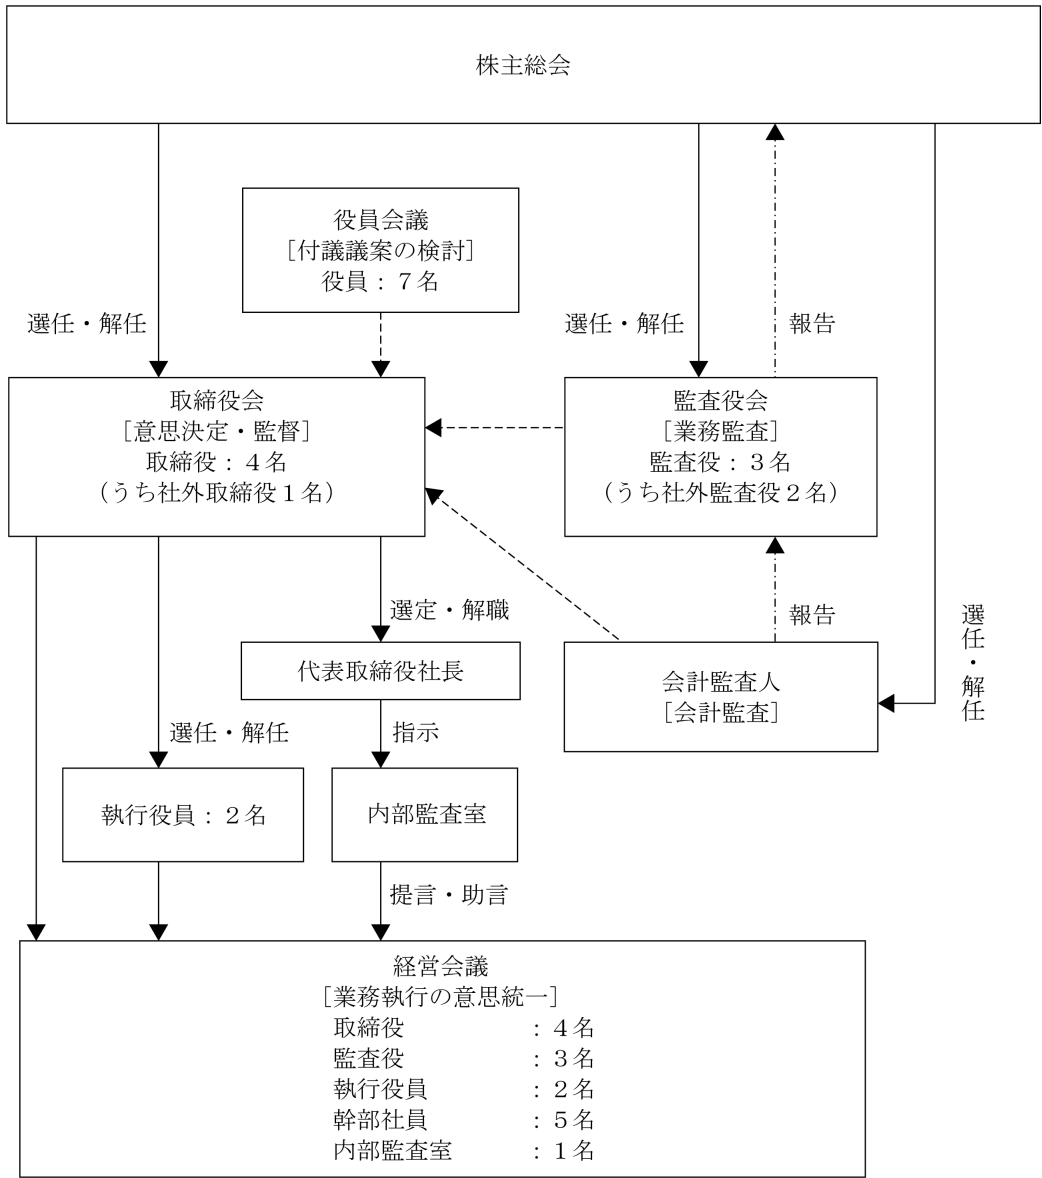 株主総会
役員会議
［付議議案の検討］
役員：７名
選任・解任
選任・解任
報告
取締役会
［意思決定・監督］
取締役：４名
（うち社外取締役１名）
監査役会
［業務監査］
監査役：３名
（うち社外監査役２名）
選定・解職
報告
選任・解任
代表取締役社長
会計監査人
［会計監査］
選任・解任
指示
執行役員：２名
内部監査室
提言・助言
経営会議
［業務執行の意思統一］
取締役　　　　　：４名
監査役　　　　　：３名
執行役員　　　　：２名
幹部社員　　　　：５名
内部監査室　　　：１名